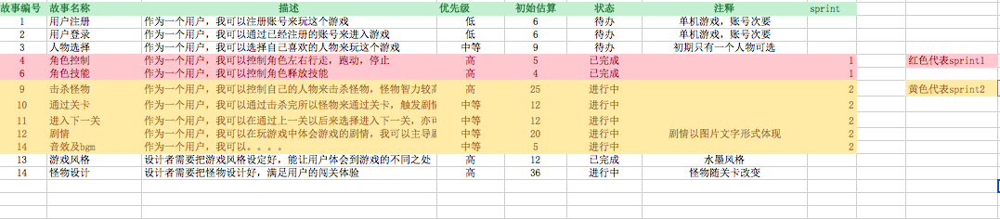 故事编号 故事名称 描述 优先级 初始估算 状态 注释 sprint
1 用户注册 作为一个用户，我可以注册账号来玩这个游戏 低 6 待办 单机游戏，账号次要
2 用户登录 作为一个用户，我可以通过已经注册的账号来进入游戏 低 6 待办 单机游戏，账号次要
3 人物选择 作为一个用户，我可以选择自己喜欢的人物来玩这个游戏 中等 9 待办 初期只有一个人物可选
4 角色控制 作为一个用户，我可以控制角色左右行走，跑动，停止 高 5 已完成 1 红色代表sprint1
6 角色技能 作为一个用户，我可以控制角色释放技能 高 4 已完成 1
9 击杀怪物 作为一个用户，我可以控制自己的人物来击杀怪物，怪物智力较高 高 25 进行中 2 黄色代表sprint2
10 通过关卡 作为一个用户，我可以通过击杀完所以怪物来通过关卡，触发剧情 中等 12 进行中 2
11 进入下一关 作为一个用户，我可以在通过上一关以后来选择进入下一关，亦可 中等 12 进行中 2
12 剧情 作为一个用户，我可以在玩游戏中体会游戏的剧情，我可以主导剧 中等 20 进行中 剧情以图片文字形式体现 2
14 音效及bgm 作为一个用户，我可以。。。。 中等 5 进行中 2
13 游戏风格 设计者需要把游戏风格设定好，能让用户体会到游戏的不同之处 高 12 已完成 水墨风格
14 怪物设计 设计者需要把怪物设计好，满足用户的闯关体验 高 36 进行中 怪物随关卡改变